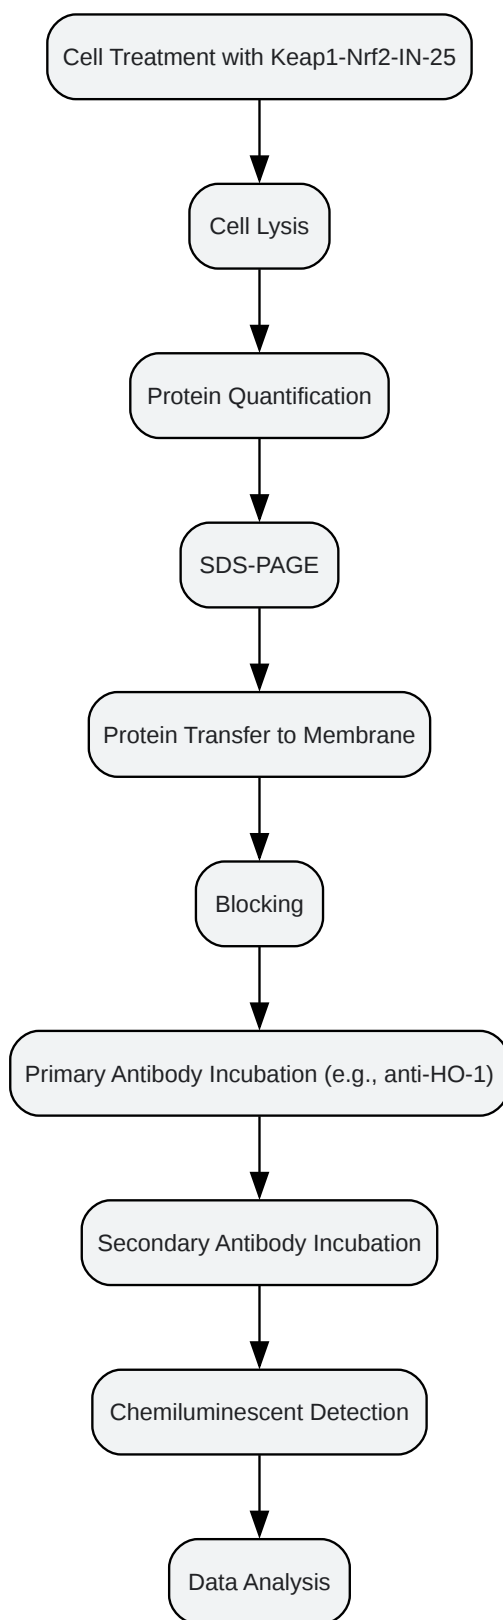 Cell Treatment with Keap1-Nrf2-IN-25
Cell Lysis
Protein Quantification
SDS-PAGE
Protein Transfer to Membrane
Blocking
Primary Antibody Incubation (e.g., anti-HO-1)
Secondary Antibody Incubation
Chemiluminescent Detection
Data Analysis